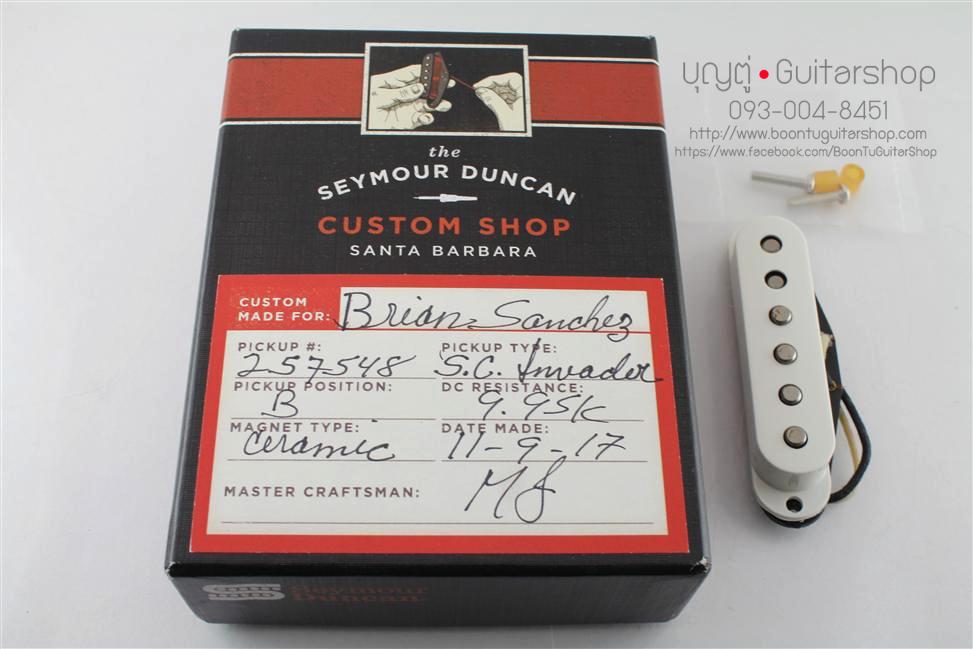 บุญตู่•Guitarshop
093-004-8451
http://www.boontuguitarshop.com
https://www.facebook.com/BoonTuGuitarShop
the
SEYMOUR DUNCAN
CUSTOM SHOP
SANTA BARBARA
CUSTOM MADE FOR: Brian Sanchez
PICKUP #: 257548 PICKUP TYPE: S.C. Invader
PICKUP POSITION: B DC RESISTANCE: 9.95k
MAGNET TYPE: Ceramic DATE MADE: 11-9-17
MASTER CRAFTSMAN: MJ
Seymour
Duncan